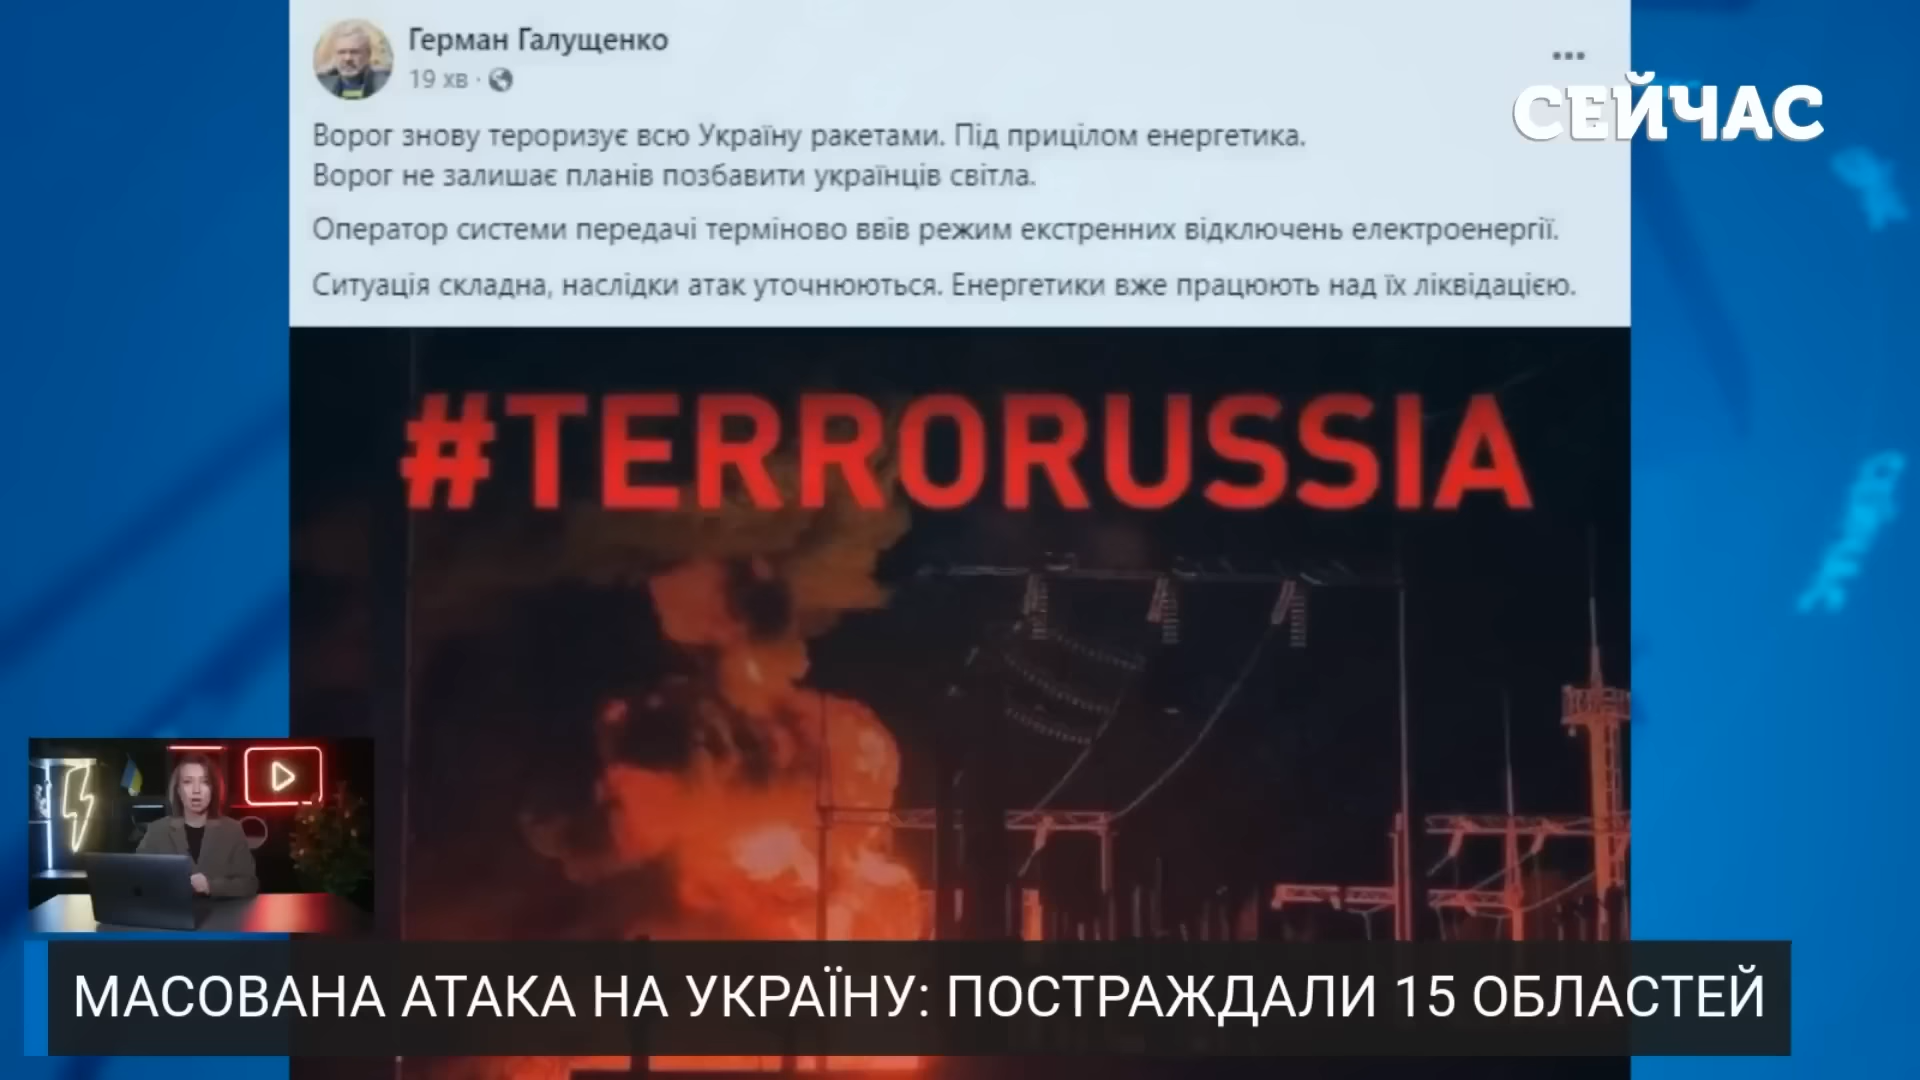 Герман Галущенко
19 хв ·
СЕЙЧАС
Ворог знову тероризує всю Україну ракетами. Під прицілом енергетика.
Ворог не залишає планів позбавити українців світла.
Оператор системи передачі терміново ввів режим екстренних відключень електроенергії.
Ситуація складна, наслідки атак уточнюються. Енергетики вже працюють над їх ліквідацією.
#TERRORUSSIA
МАСОВАНА АТАКА НА УКРАЇНУ: ПОСТРАЖДАЛИ 15 ОБЛАСТЕЙ